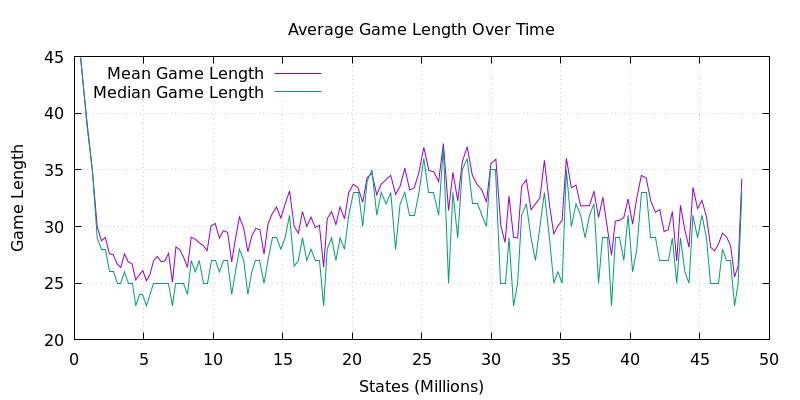 Average Game Length Over Time
Mean Game Length
Median Game Length
Game Length
45
40
35
30
25
20
0 5 10 15 20 25 30 35 40 45 50
States (Millions)